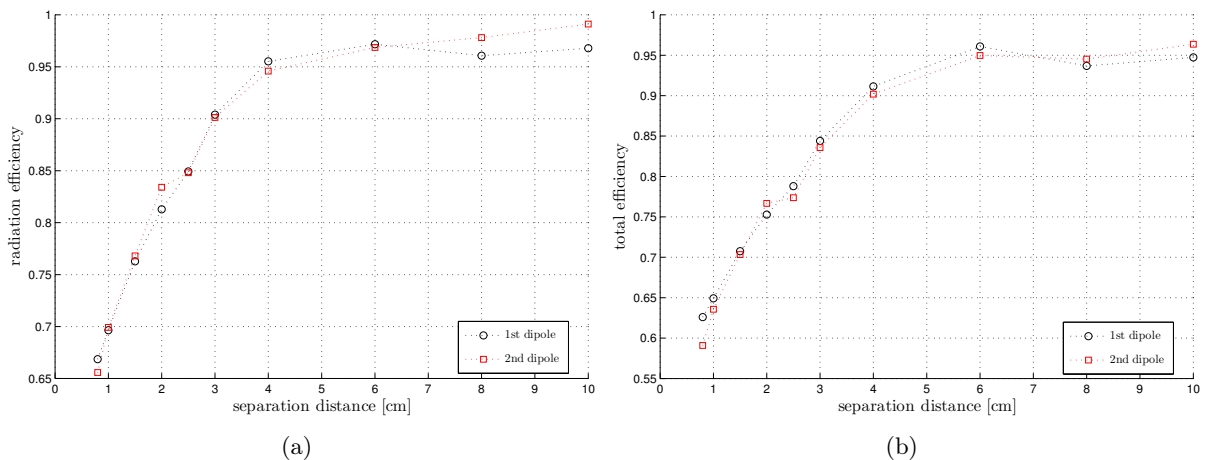 1
0.95
0.9
0.85
0.8
0.75
0.7
0.65
radiation efficiency
0 1 2 3 4 5 6 7 8 9 10
separation distance [cm]
1st dipole
2nd dipole
(a)
1
0.95
0.9
0.85
0.8
0.75
0.7
0.65
0.6
0.55
total efficiency
0 1 2 3 4 5 6 7 8 9 10
separation distance [cm]
1st dipole
2nd dipole
(b)